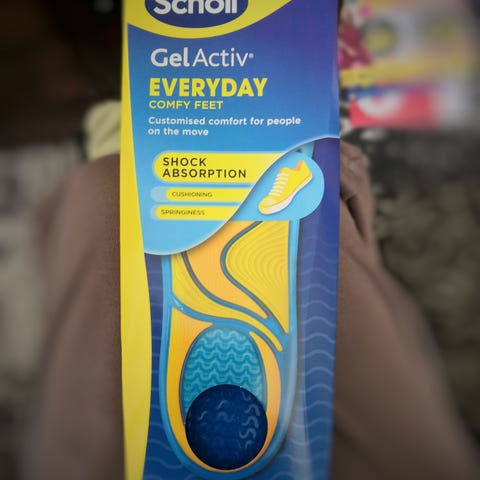 Scholl
GelActiv®
EVERYDAY
COMFY FEET
Customised comfort for people
on the move
SHOCK
ABSORPTION
CUSHIONING
SPRINGINESS